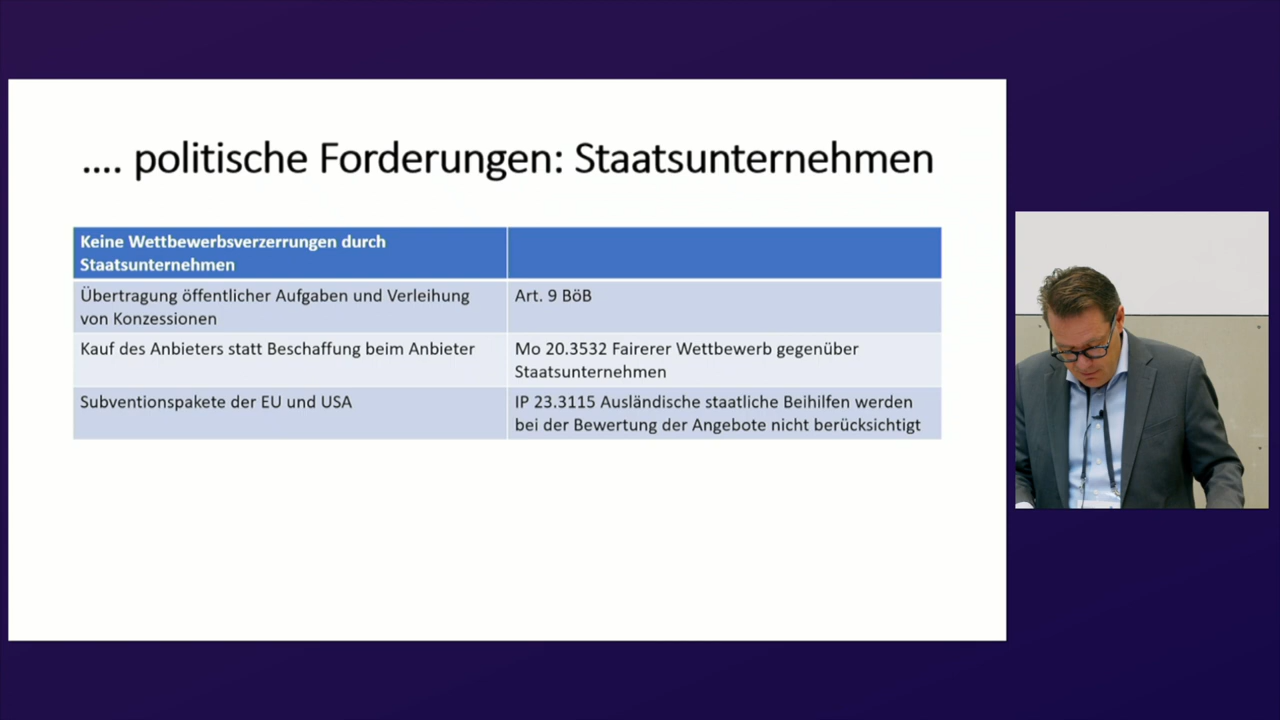 .... politische Forderungen: Staatsunternehmen
Keine Wettbewerbsverzerrungen durch
Staatsunternehmen
Übertragung öffentlicher Aufgaben und Verleihung
von Konzessionen
Art. 9 BöB
Kauf des Anbieters statt Beschaffung beim Anbieter
Mo 20.3532 Fairerer Wettbewerb gegenüber
Staatsunternehmen
Subventionspakete der EU und USA
IP 23.3115 Ausländische staatliche Beihilfen werden
bei der Bewertung der Angebote nicht berücksichtigt